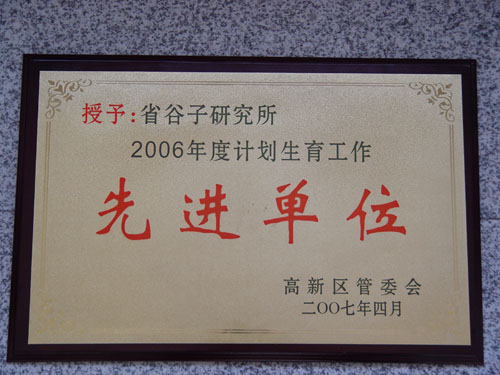 授予:省谷子研究所
2006年度计划生育工作
先进单位
高新区管委会
二OO七年四月